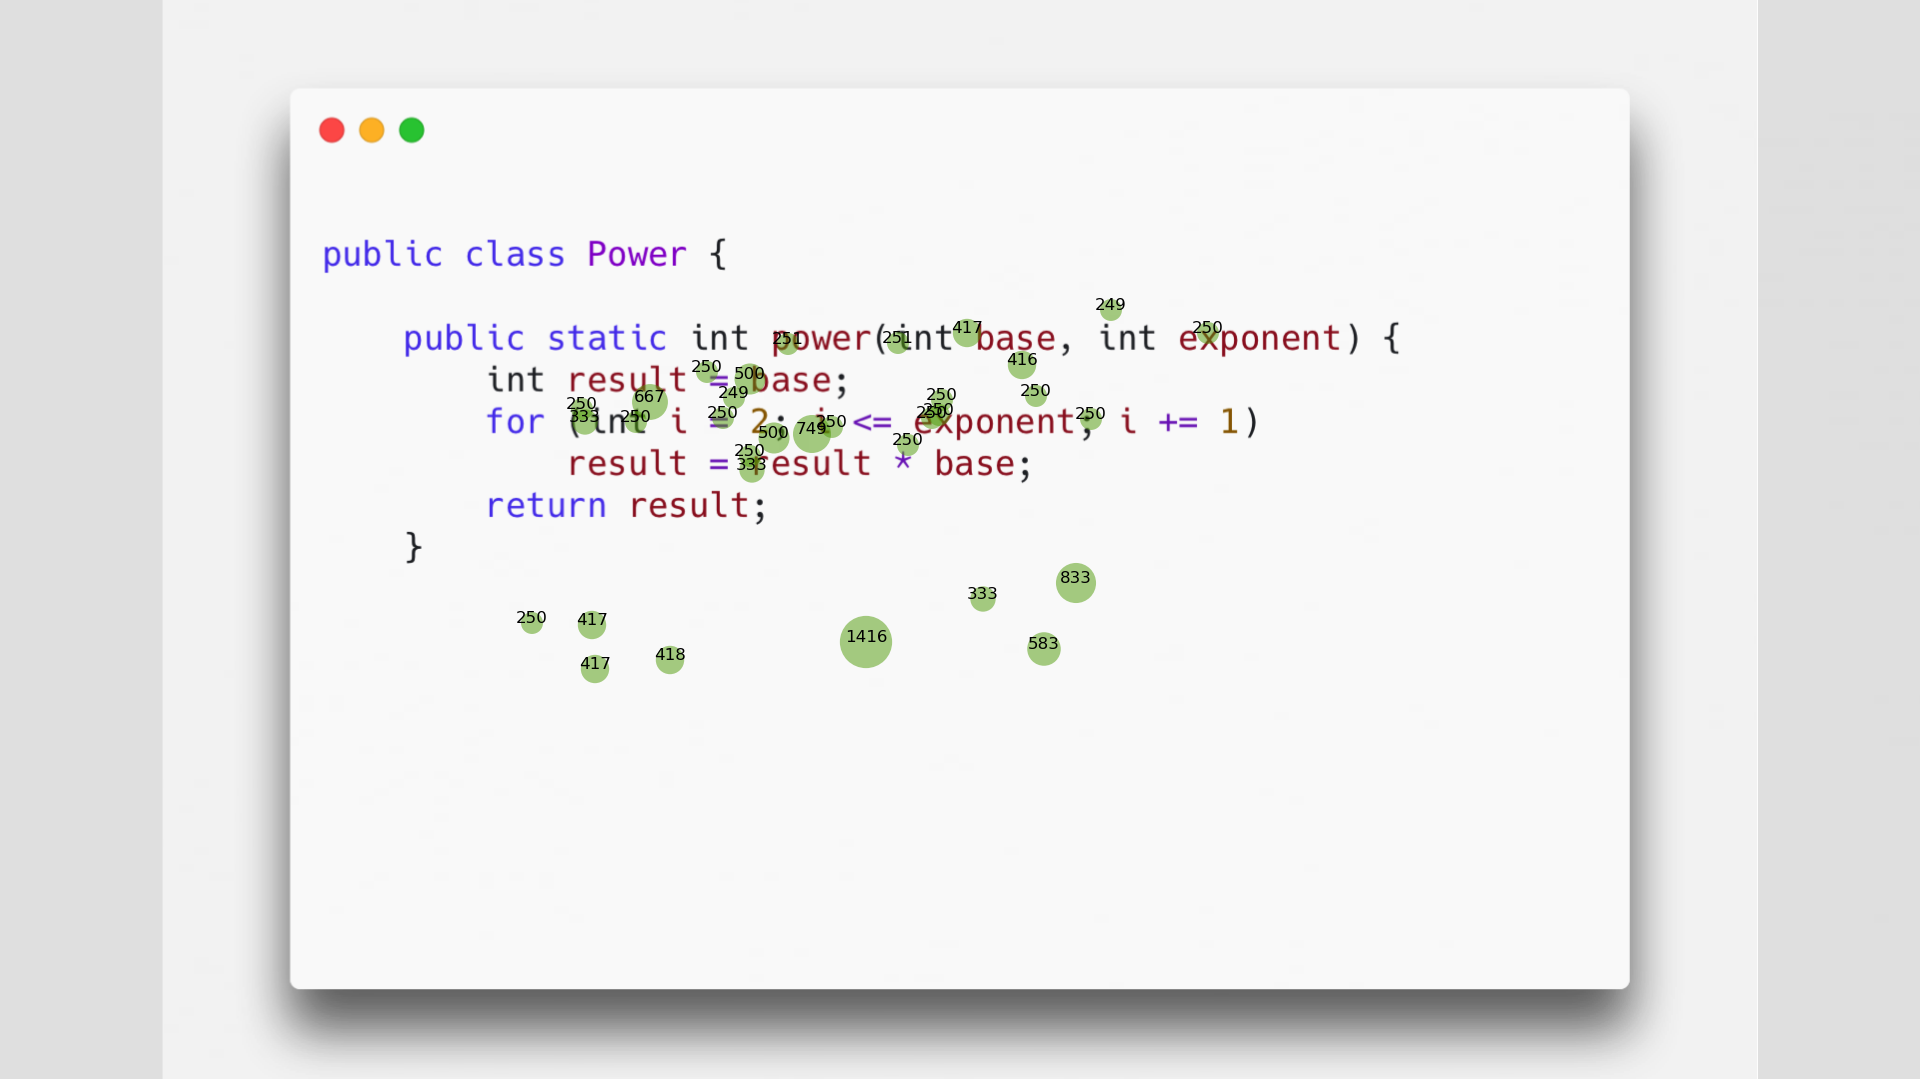 public class Power {
249
public static int power(int base, int exponent) {
251 251 417 250
416
int result = base;
250 500
667 249 250 250
for (int i = 2; i <= exponent; i += 1)
250 333 250 250 250 250 250 250
500 749 250
result = result * base;
250 333
return result;
}
833
333
250 417
1416 583
417 418